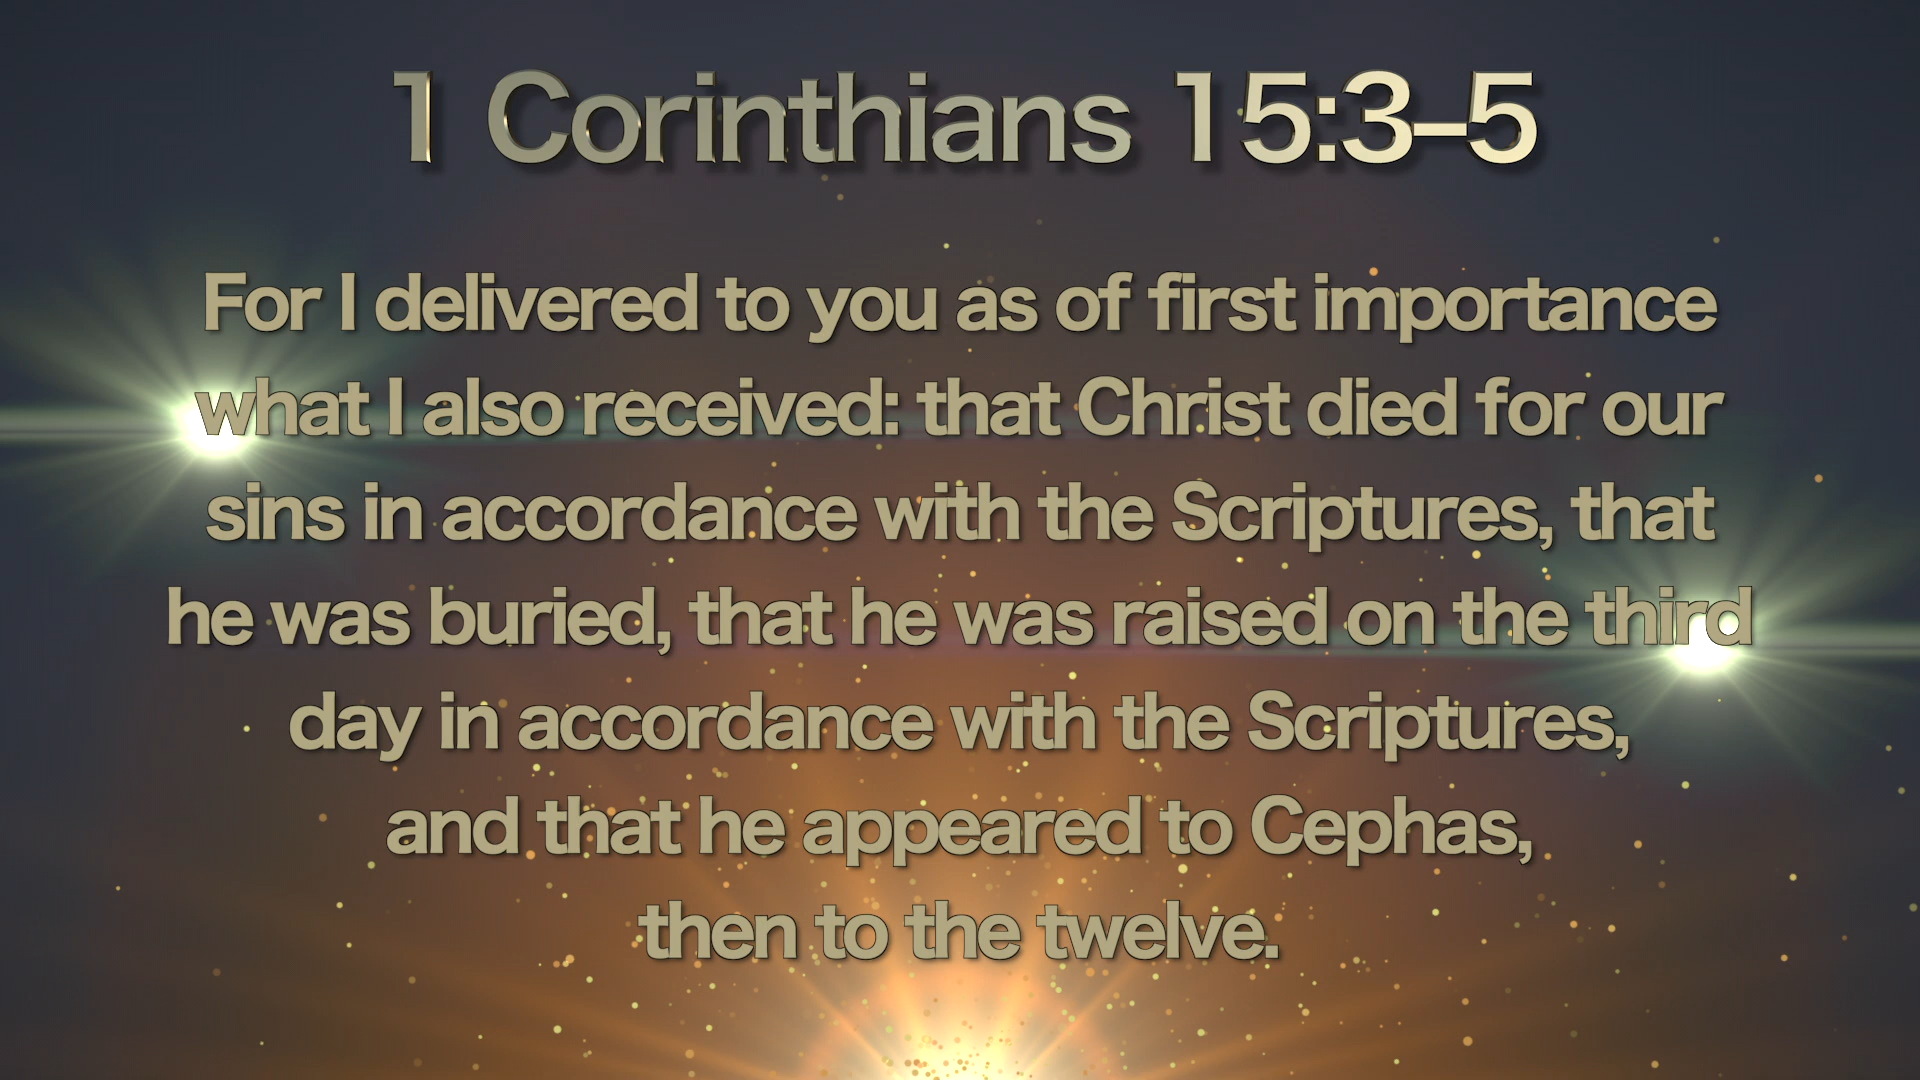 1 Corinthians 15:3–5
For I delivered to you as of first importance
what I also received: that Christ died for our
sins in accordance with the Scriptures, that
he was buried, that he was raised on the third
day in accordance with the Scriptures,
and that he appeared to Cephas,
then to the twelve.